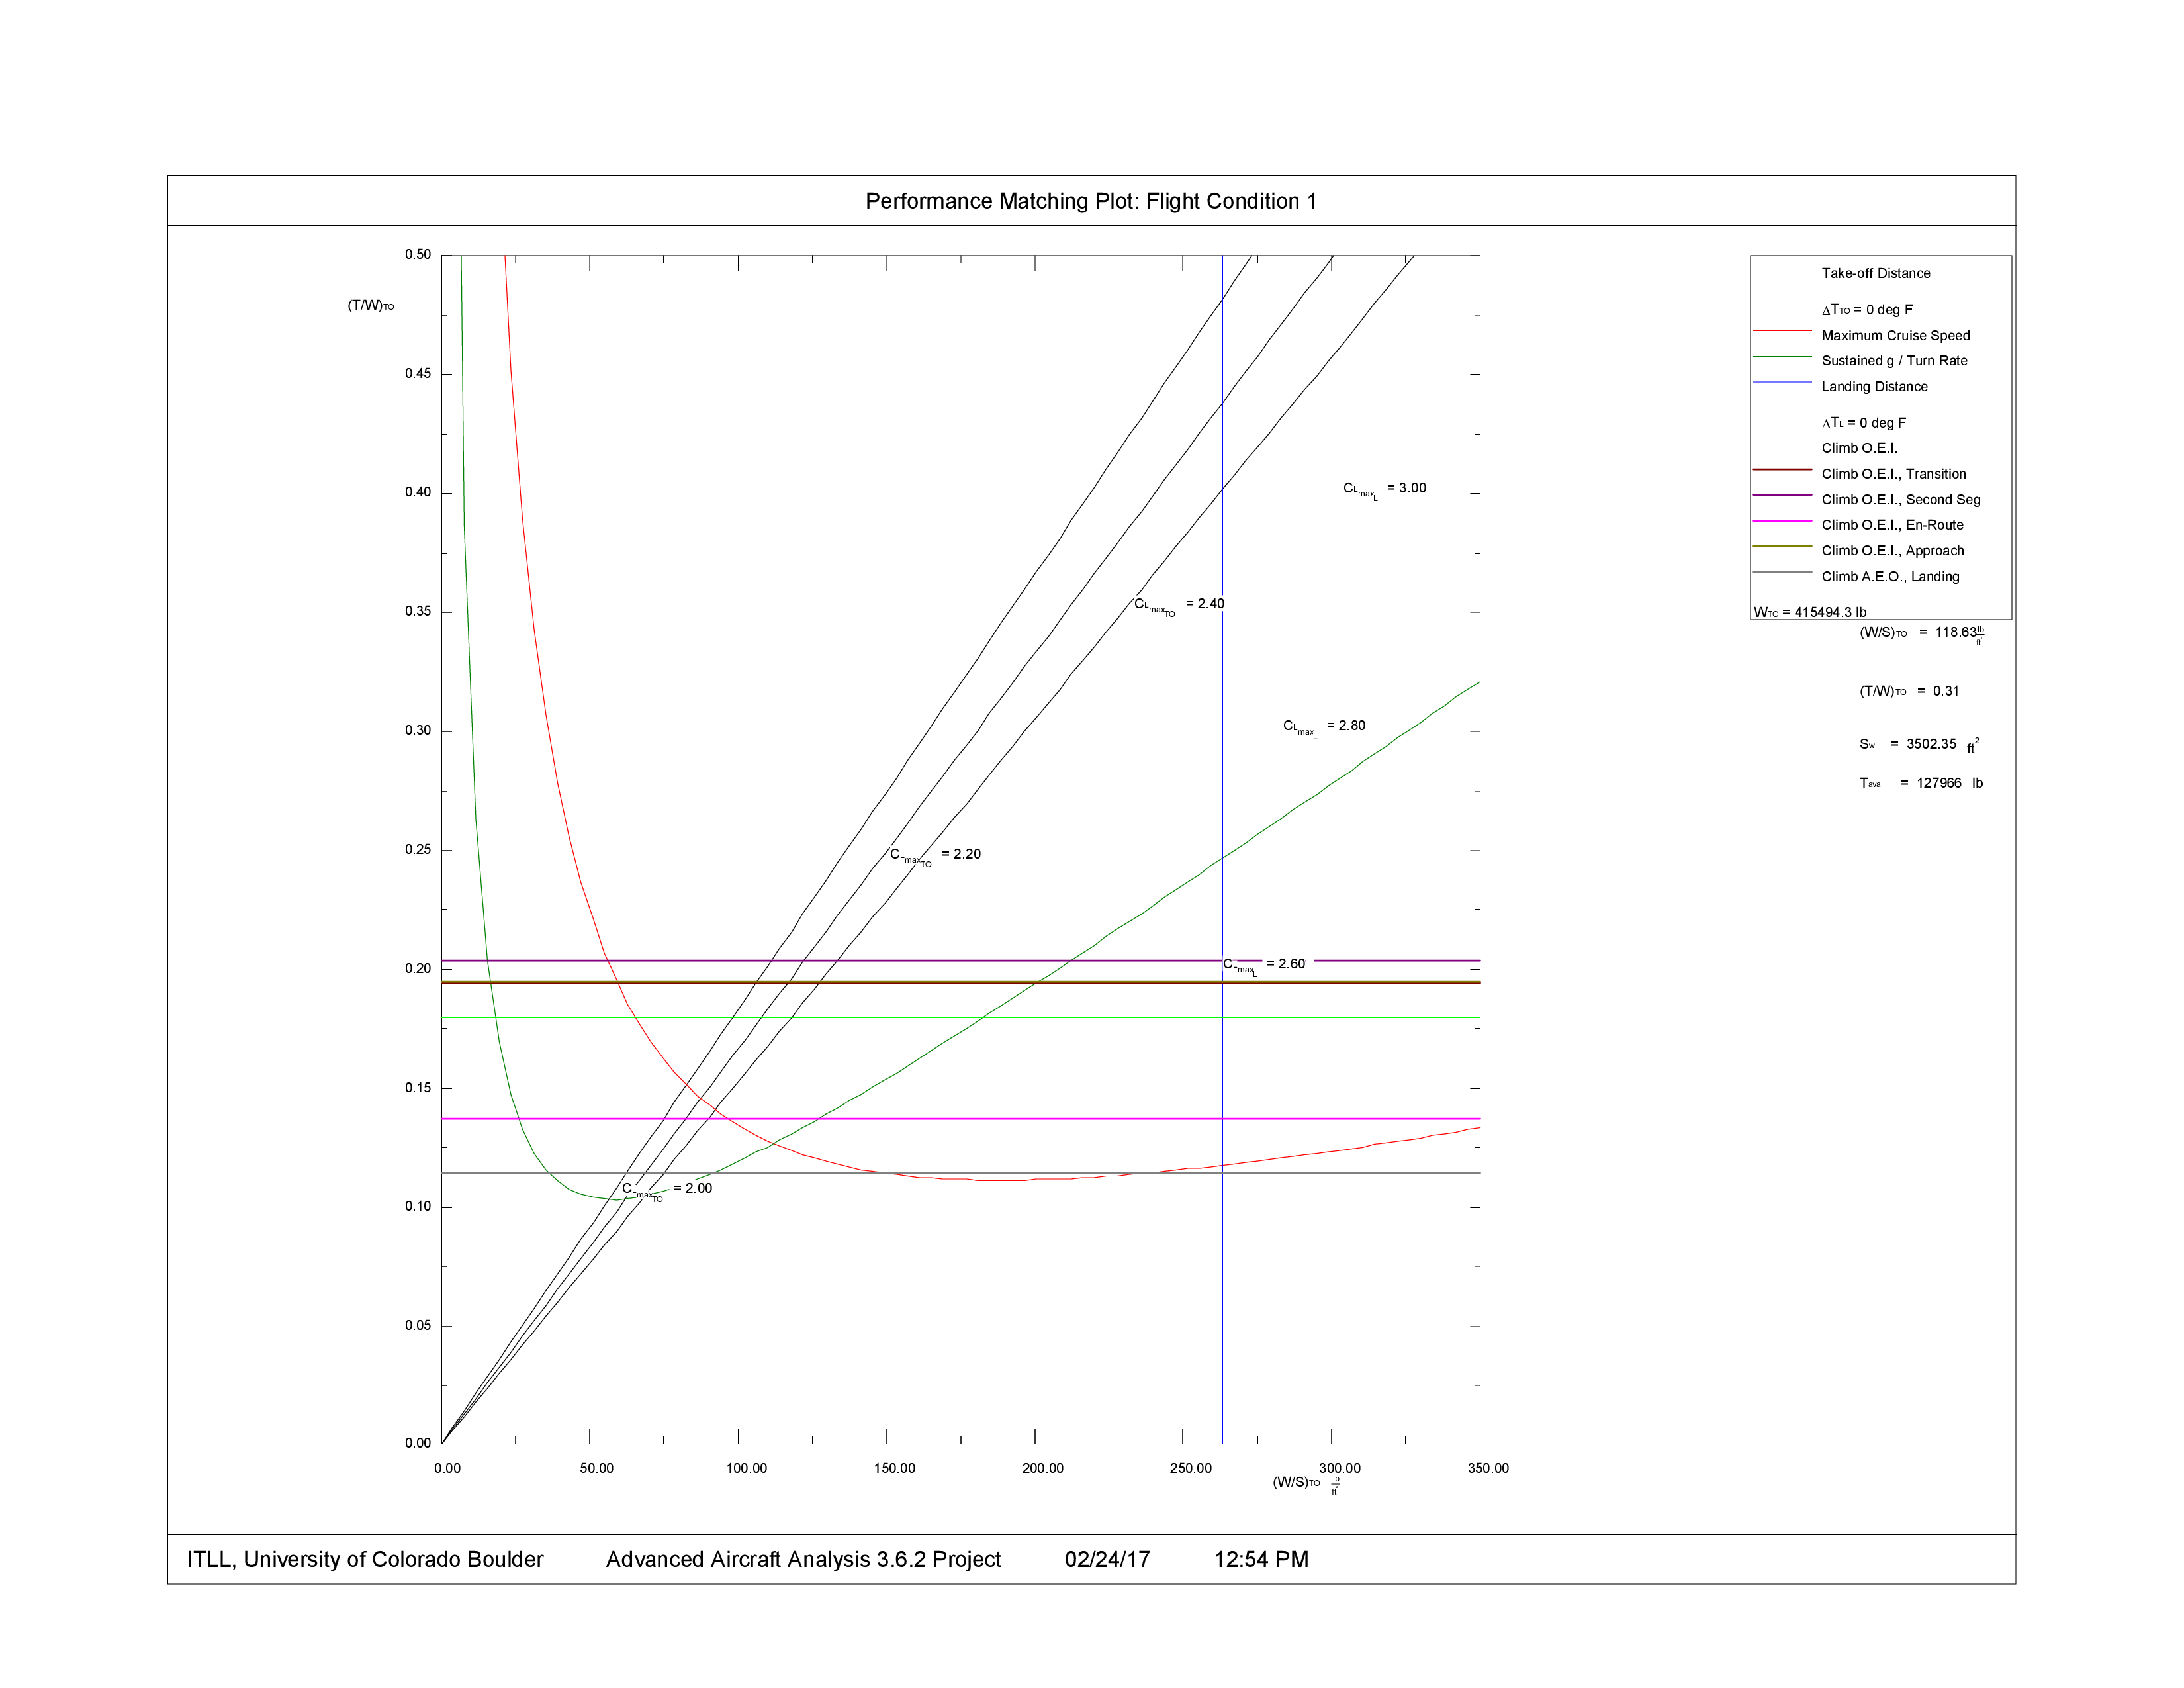 Performance Matching Plot: Flight Condition 1
0.50
(T/W)TO
0.45
0.40
0.35
0.30
0.25
0.20
0.15
0.10
0.05
0.00
CLmaxL = 3.00
CLmaxTO = 2.40
CLmaxL = 2.80
CLmaxTO = 2.20
CLmaxL = 2.60
CLmaxTO = 2.00
0.00 50.00 100.00 150.00 200.00 250.00 300.00 350.00
(W/S)TO lb/ft
Take-off Distance
ΔTTO = 0 deg F
Maximum Cruise Speed
Sustained g / Turn Rate
Landing Distance
ΔTL = 0 deg F
Climb O.E.I.
Climb O.E.I., Transition
Climb O.E.I., Second Seg
Climb O.E.I., En-Route
Climb O.E.I., Approach
Climb A.E.O., Landing
WTO = 415494.3 lb
(W/S)TO = 118.63 lb/ft
(T/W)TO = 0.31
Sw = 3502.35 ft2
Tavail = 127966 lb
ITLL, University of Colorado Boulder Advanced Aircraft Analysis 3.6.2 Project 02/24/17 12:54 PM